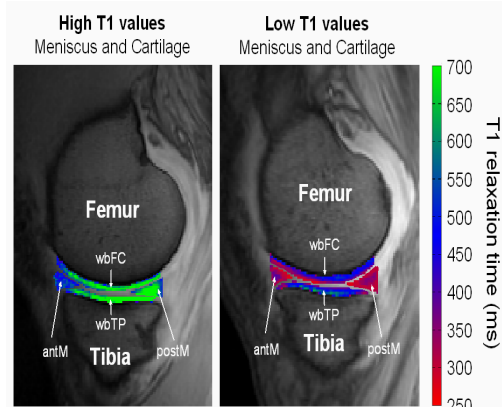 High T1 values
Meniscus and Cartilage
Low T1 values
Meniscus and Cartilage
Femur
wbFC
wbTP
antM
postM
Tibia
Femur
wbFC
wbTP
antM
postM
Tibia
700
650
600
550
500
450
400
350
300
250
T1 relaxation time (ms)